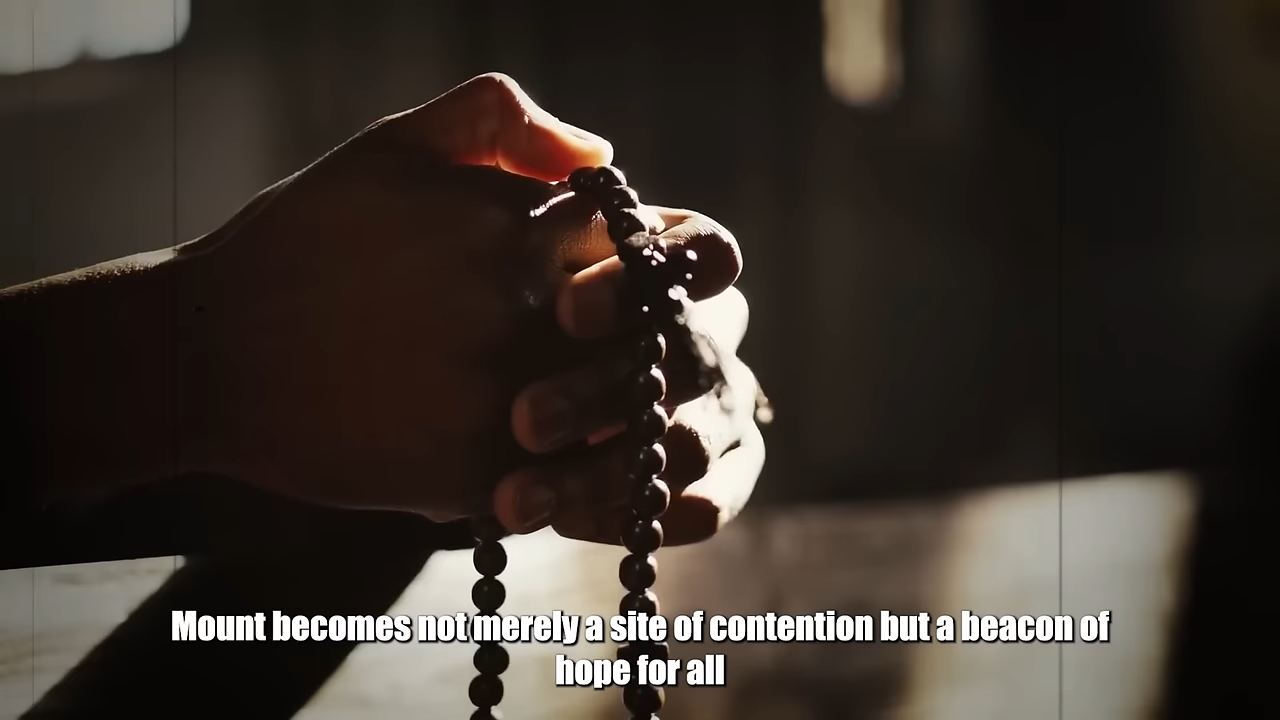 Mount becomes not merely a site of contention but a beacon of
hope for all